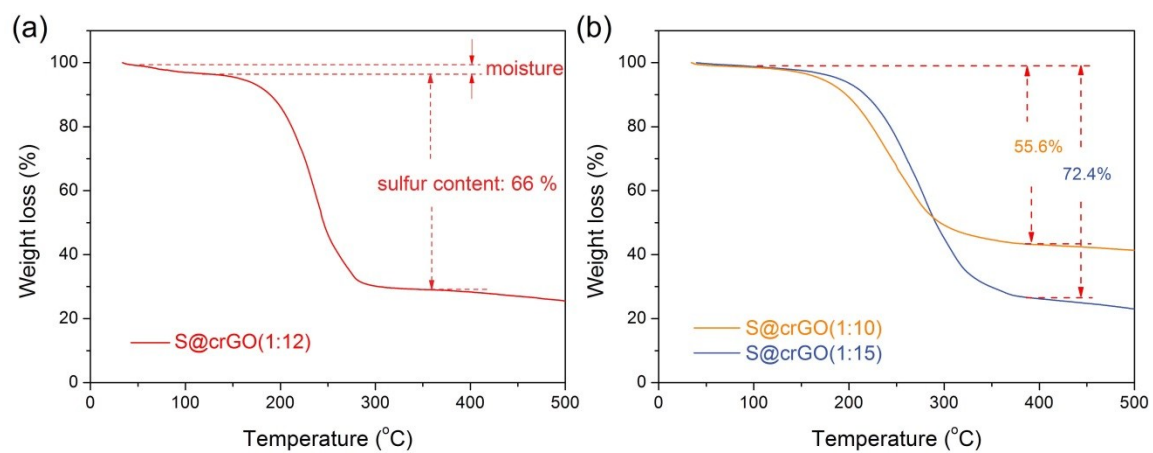 (a)
Weight loss (%)
100
80
60
40
20
0
moisture
sulfur content: 66 %
S@crGO(1:12)
0
100
200
300
400
500
Temperature (°C)
(b)
Weight loss (%)
100
80
60
40
20
0
55.6%
72.4%
S@crGO(1:10)
S@crGO(1:15)
0
100
200
300
400
500
Temperature (°C)